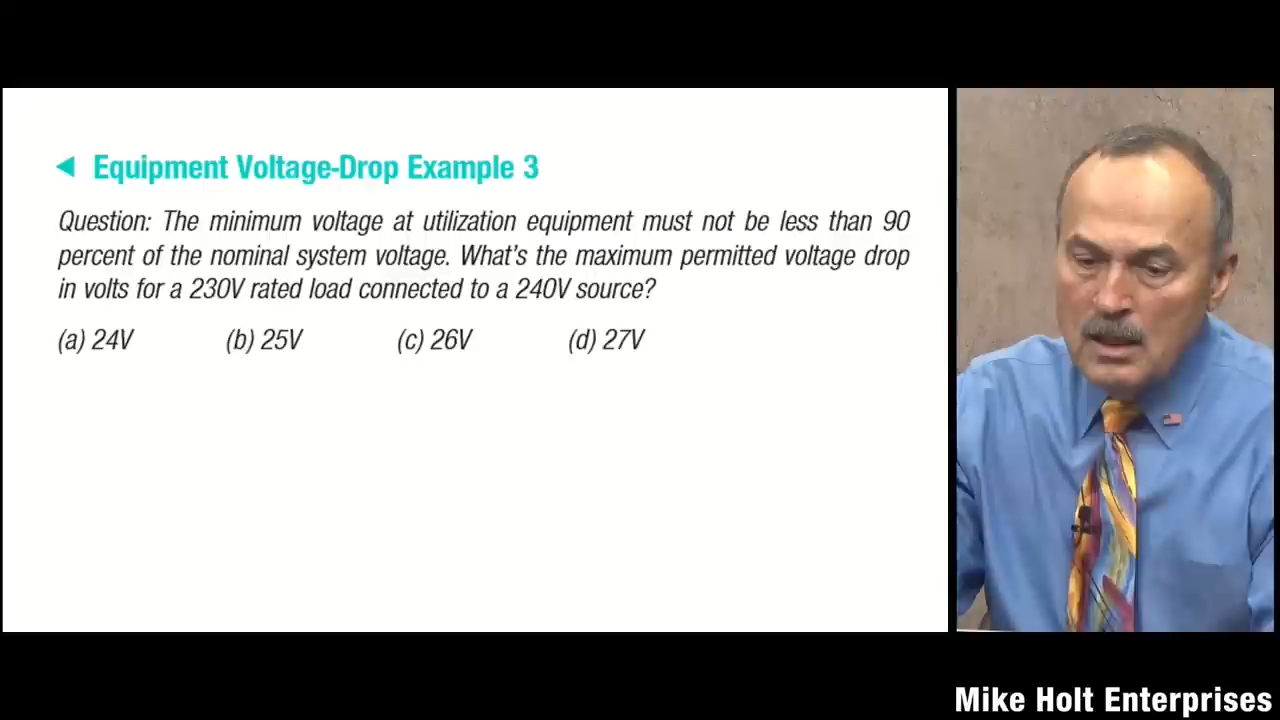 Equipment Voltage-Drop Example 3
Question: The minimum voltage at utilization equipment must not be less than 90
percent of the nominal system voltage. What's the maximum permitted voltage drop
in volts for a 230V rated load connected to a 240V source?
(a) 24V (b) 25V (c) 26V (d) 27V
Mike Holt Enterprises